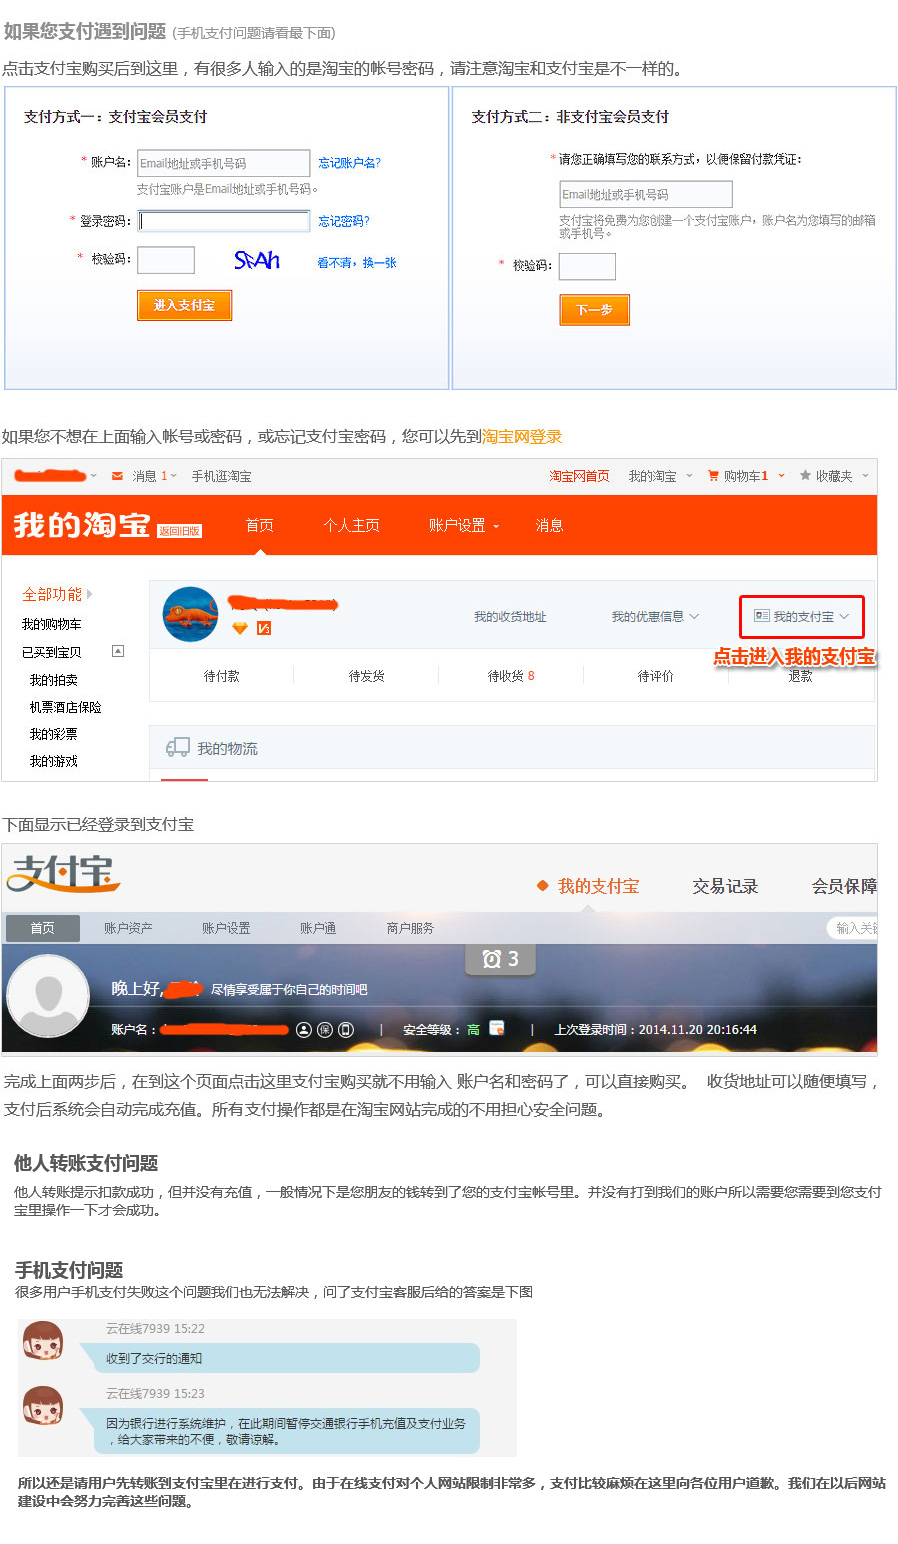 如果您支付遇到问题 (手机支付问题请看最下面)
点击支付宝购买后到这里，有很多人输入的是淘宝的帐号密码，请注意淘宝和支付宝是不一样的。
支付方式一：支付宝会员支付
* 账户名: Email地址或手机号码 忘记账户名?
支付宝账户是Email地址或手机号码。
* 登录密码: 忘记密码?
* 校验码: 看不清，换一张
进入支付宝
支付方式二：非支付宝会员支付
*请您正确填写您的联系方式，以便保留付款凭证:
Email地址或手机号码
支付宝将免费为您创建一个支付宝账户，账户名为您填写的邮箱
或手机号。
* 校验码:
下一步
如果您不想在上面输入帐号或密码，或忘记支付宝密码，您可以先到淘宝网登录
消息 1 手机逛淘宝 淘宝网首页 我的淘宝 购物车1 收藏夹
我的淘宝 返回旧版 首页 个人主页 账户设置 消息
全部功能
我的购物车
已买到宝贝
我的拍卖
机票酒店保险
我的彩票
我的游戏
我的收货地址 我的优惠信息 我的支付宝
点击进入我的支付宝
待付款 待发货 待收货 8 待评价 退款
我的物流
下面显示已经登录到支付宝
支付宝 我的支付宝 交易记录 会员保障
首页 账户资产 账户设置 账户通 商户服务 输入关键
3
晚上好, 尽情享受属于你自己的时间吧
账户名： 保 | 安全等级： 高 | 上次登录时间：2014.11.20 20:16:44
完成上面两步后，在到这个页面点击这里支付宝购买就不用输入 账户名和密码了，可以直接购买。 收货地址可以随便填写，
支付后系统会自动完成充值。所有支付操作都是在淘宝网站完成的不用担心安全问题。
他人转账支付问题
他人转账提示扣款成功，但并没有充值，一般情况下是您朋友的钱转到了您的支付宝帐号里。并没有打到我们的账户所以需要您需要到您支付
宝里操作一下才会成功。
手机支付问题
很多用户手机支付失败这个问题我们也无法解决，问了支付宝客服后给的答案是下图
云在线7939 15:22
收到了交行的通知
云在线7939 15:23
因为银行进行系统维护，在此期间暂停交通银行手机充值及支付业务
，给大家带来的不便，敬请谅解。
所以还是请用户先转账到支付宝里在进行支付。由于在线支付对个人网站限制非常多，支付比较麻烦在这里向各位用户道歉。我们在以后网站
建设中会努力完善这些问题。